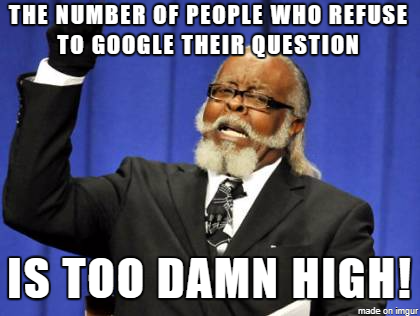 THE NUMBER OF PEOPLE WHO REFUSE
TO GOOGLE THEIR QUESTION
IS TOO DAMN HIGH!
made on imgur